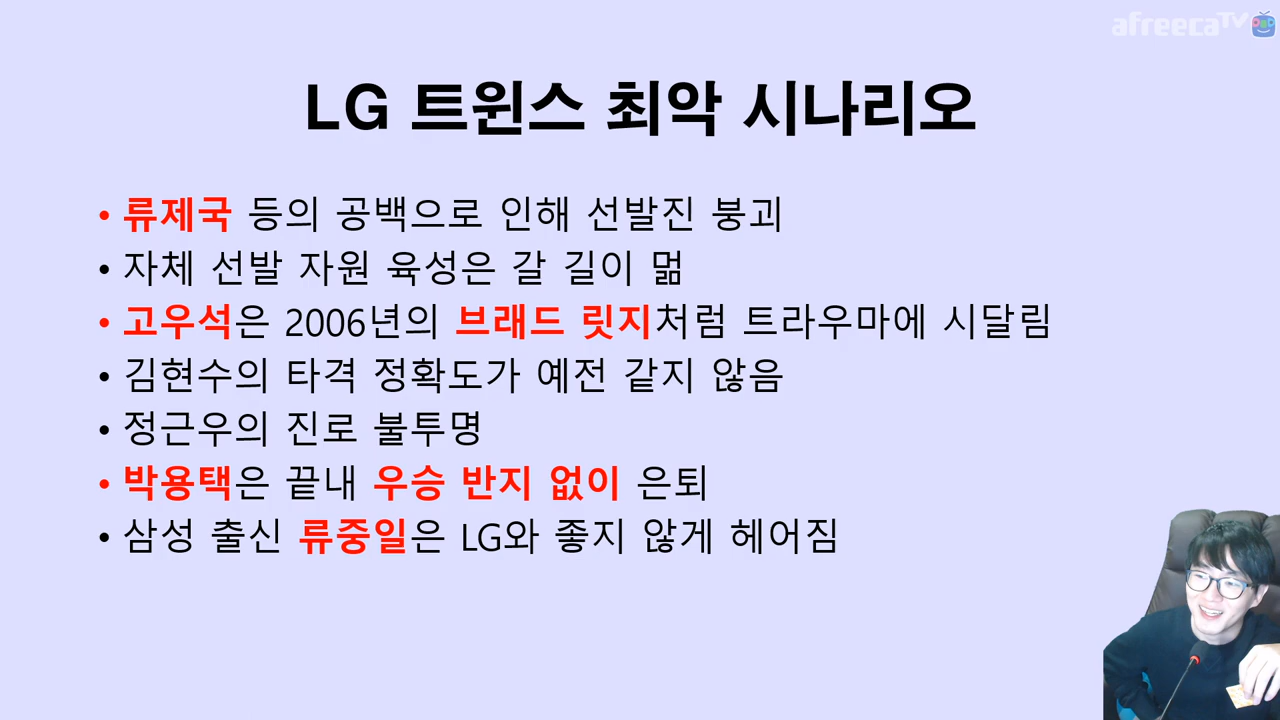 afreecaTV
LG 트윈스 최악 시나리오
• 류제국 등의 공백으로 인해 선발진 붕괴
• 자체 선발 자원 육성은 갈 길이 멂
• 고우석은 2006년의 브래드 릿지처럼 트라우마에 시달림
• 김현수의 타격 정확도가 예전 같지 않음
• 정근우의 진로 불투명
• 박용택은 끝내 우승 반지 없이 은퇴
• 삼성 출신 류중일은 LG와 좋지 않게 헤어짐